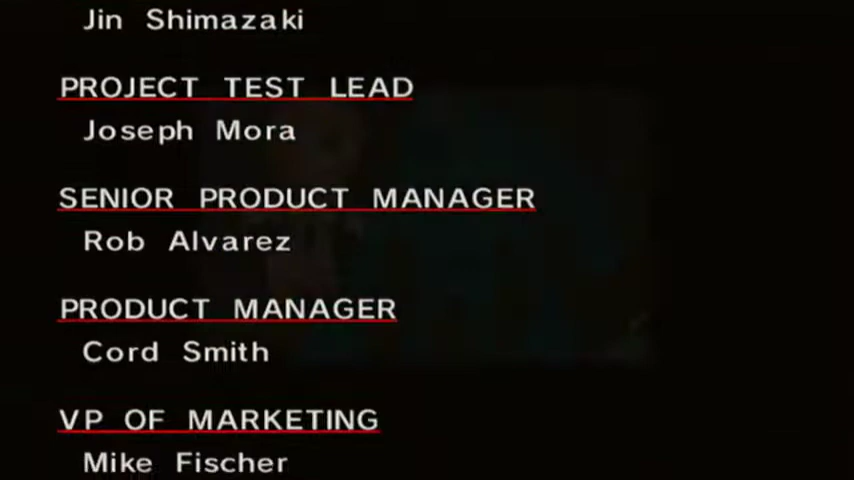 Jin Shimazaki
PROJECT TEST LEAD
Joseph Mora
SENIOR PRODUCT MANAGER
Rob Alvarez
PRODUCT MANAGER
Cord Smith
VP OF MARKETING
Mike Fischer